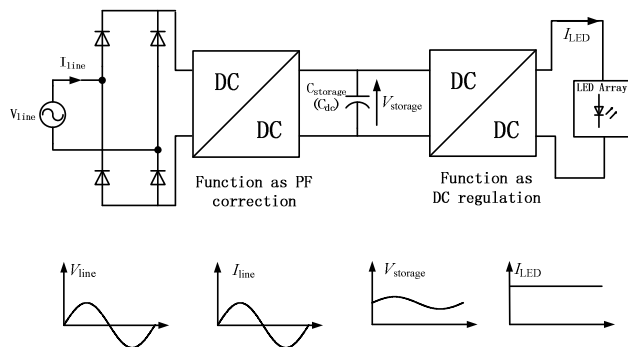 I_line
V_line
DC
DC
C_storage
(C_dc)
V_storage
DC
DC
I_LED
LED Array
Function as PF
correction
Function as
DC regulation
V_line
I_line
V_storage
I_LED